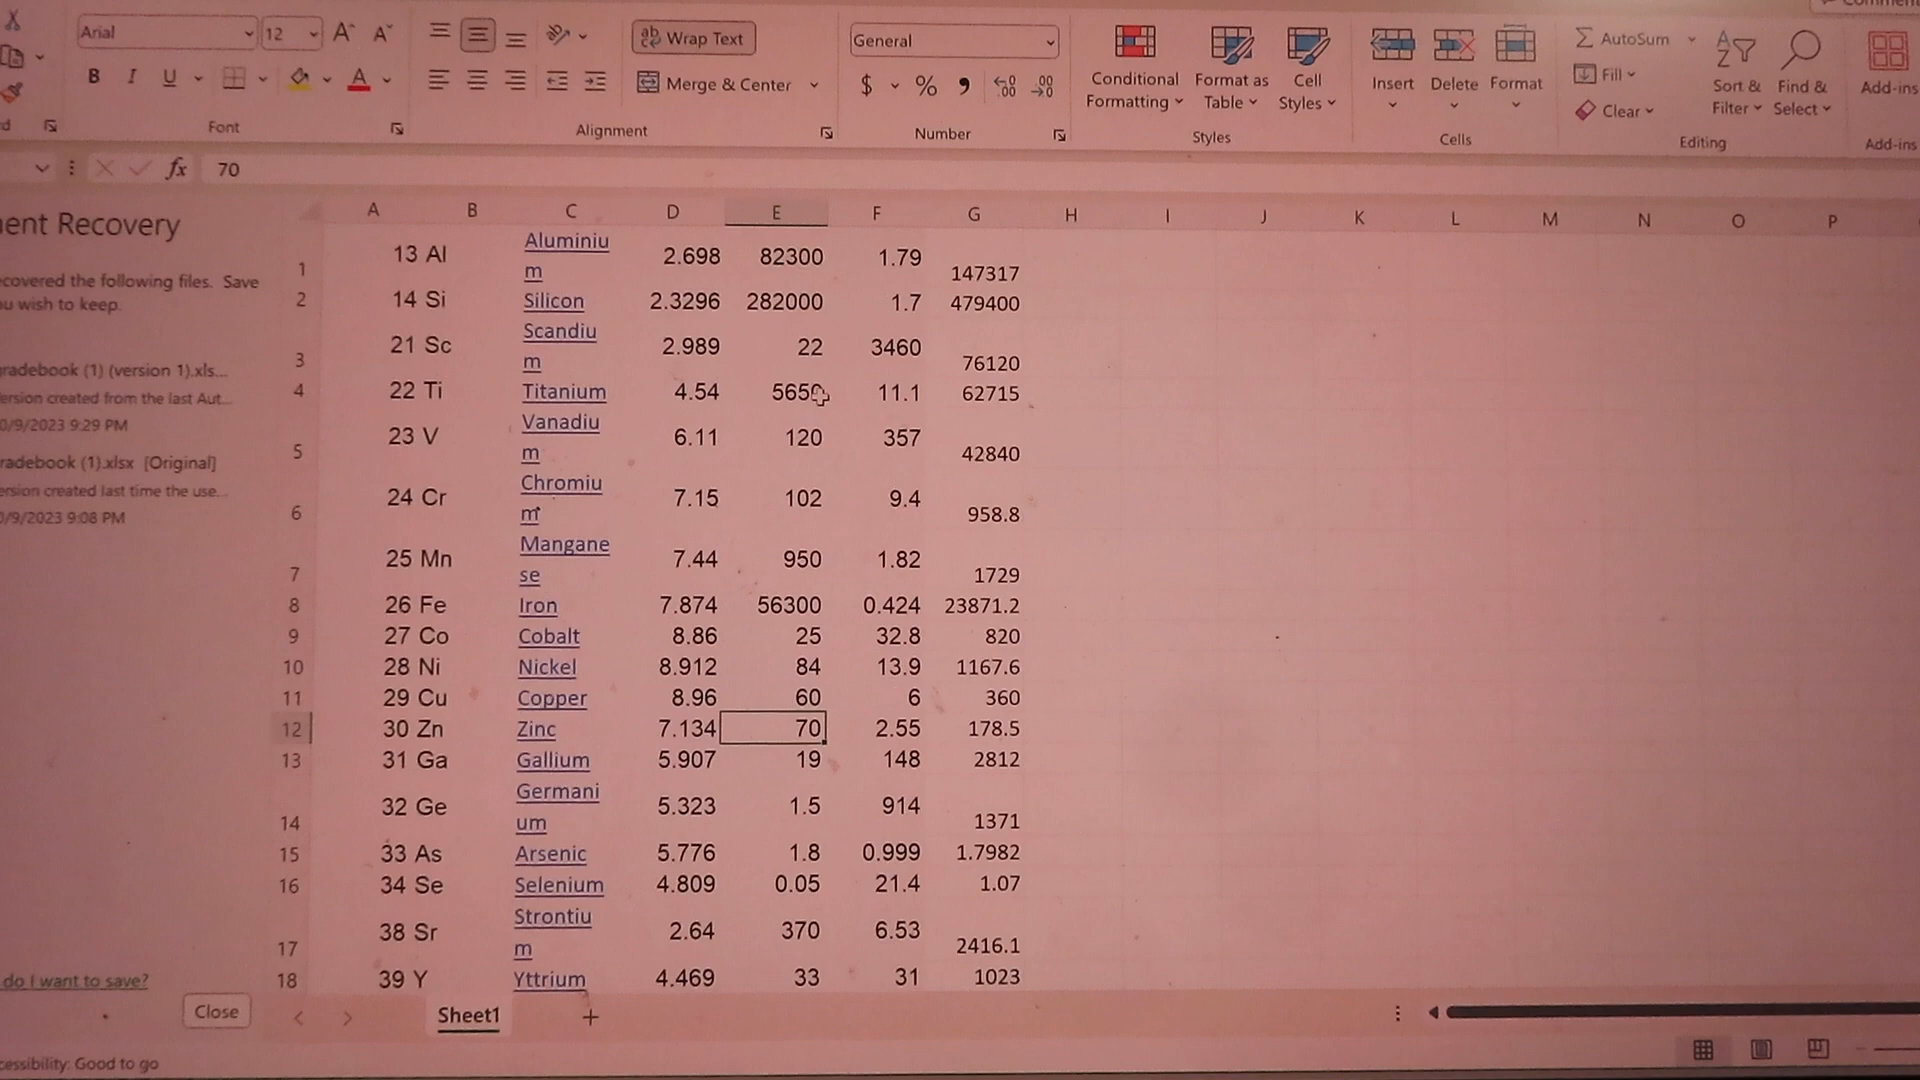 Comment
Arial
12
Wrap Text
General
AutoSum
B I U
Merge & Center
$ % ,
Conditional Formatting
Format as Table
Cell Styles
Insert
Delete
Format
Fill
Clear
Sort & Filter
Find & Select
Add-ins
d
Font
Alignment
Number
Styles
Cells
Editing
Add-ins
fx 70
ent Recovery
covered the following files. Save
u wish to keep.
radebook (1) (version 1).xls...
ersion created from the last Aut...
0/9/2023 9:29 PM
radebook (1).xlsx [Original]
ersion created last time the use...
0/9/2023 9:08 PM
do I want to save?
Close
A B C D E F G H I J K L M N O P
1 13 Al Aluminium 2.698 82300 1.79 147317
2 14 Si Silicon 2.3296 282000 1.7 479400
3 21 Sc Scandium 2.989 22 3460 76120
4 22 Ti Titanium 4.54 5650 11.1 62715
5 23 V Vanadium 6.11 120 357 42840
6 24 Cr Chromium 7.15 102 9.4 958.8
7 25 Mn Manganese 7.44 950 1.82 1729
8 26 Fe Iron 7.874 56300 0.424 23871.2
9 27 Co Cobalt 8.86 25 32.8 820
10 28 Ni Nickel 8.912 84 13.9 1167.6
11 29 Cu Copper 8.96 60 6 360
12 30 Zn Zinc 7.134 70 2.55 178.5
13 31 Ga Gallium 5.907 19 148 2812
14 32 Ge Germanium 5.323 1.5 914 1371
15 33 As Arsenic 5.776 1.8 0.999 1.7982
16 34 Se Selenium 4.809 0.05 21.4 1.07
17 38 Sr Strontium 2.64 370 6.53 2416.1
18 39 Y Yttrium 4.469 33 31 1023
Sheet1
cessibility: Good to go